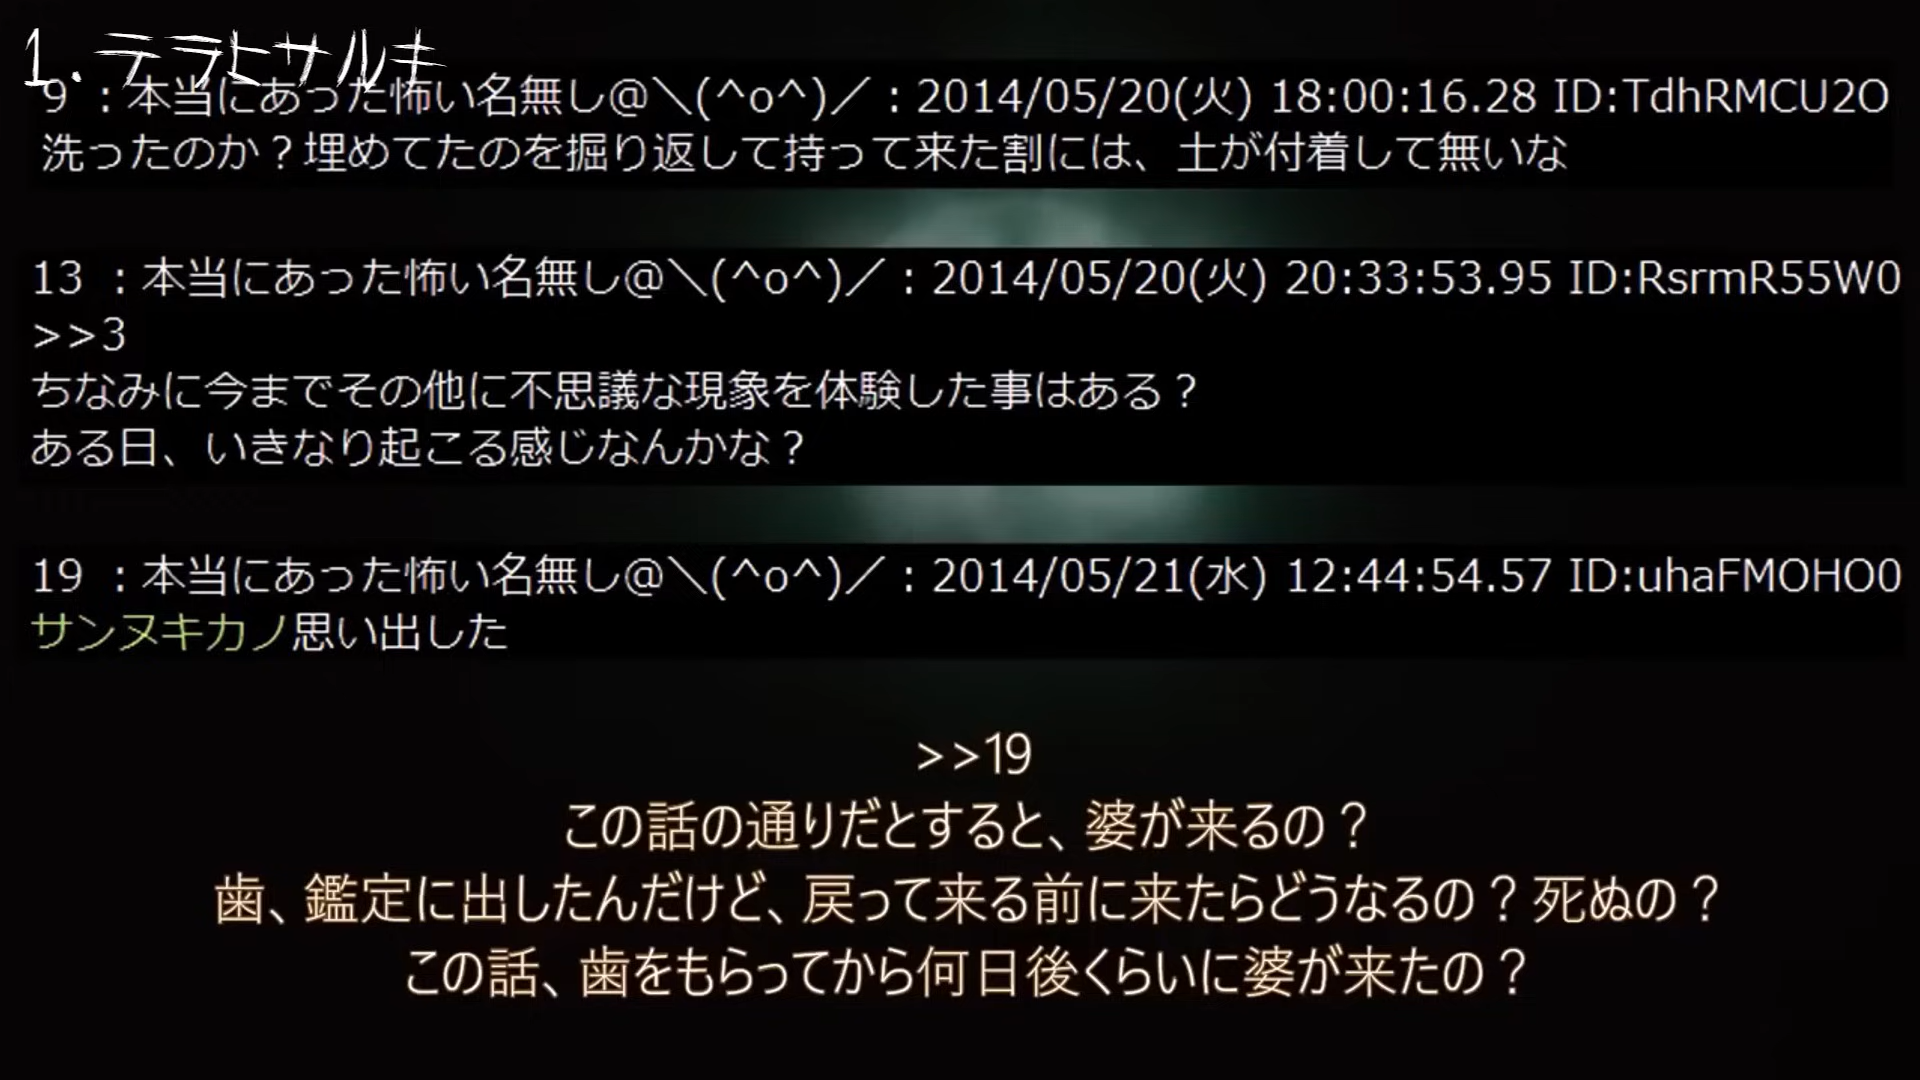 1. テラヒサルキ
9 ：本当にあった怖い名無し＠＼(^o^)／：2014/05/20(火) 18:00:16.28 ID:TdhRMCU2O
洗ったのか？埋めてたのを掘り返して持って来た割には、土が付着して無いな
13 ：本当にあった怖い名無し＠＼(^o^)／：2014/05/20(火) 20:33:53.95 ID:RsrmR55W0
>>3
ちなみに今までその他に不思議な現象を体験した事はある？
ある日、いきなり起こる感じなんかな？
19 ：本当にあった怖い名無し＠＼(^o^)／：2014/05/21(水) 12:44:54.57 ID:uhaFMOHO0
サンヌキカノ思い出した
>>19
この話の通りだとすると、婆が来るの？
歯、鑑定に出したんだけど、戻って来る前に来たらどうなるの？死ぬの？
この話、歯をもらってから何日後くらいに婆が来たの？